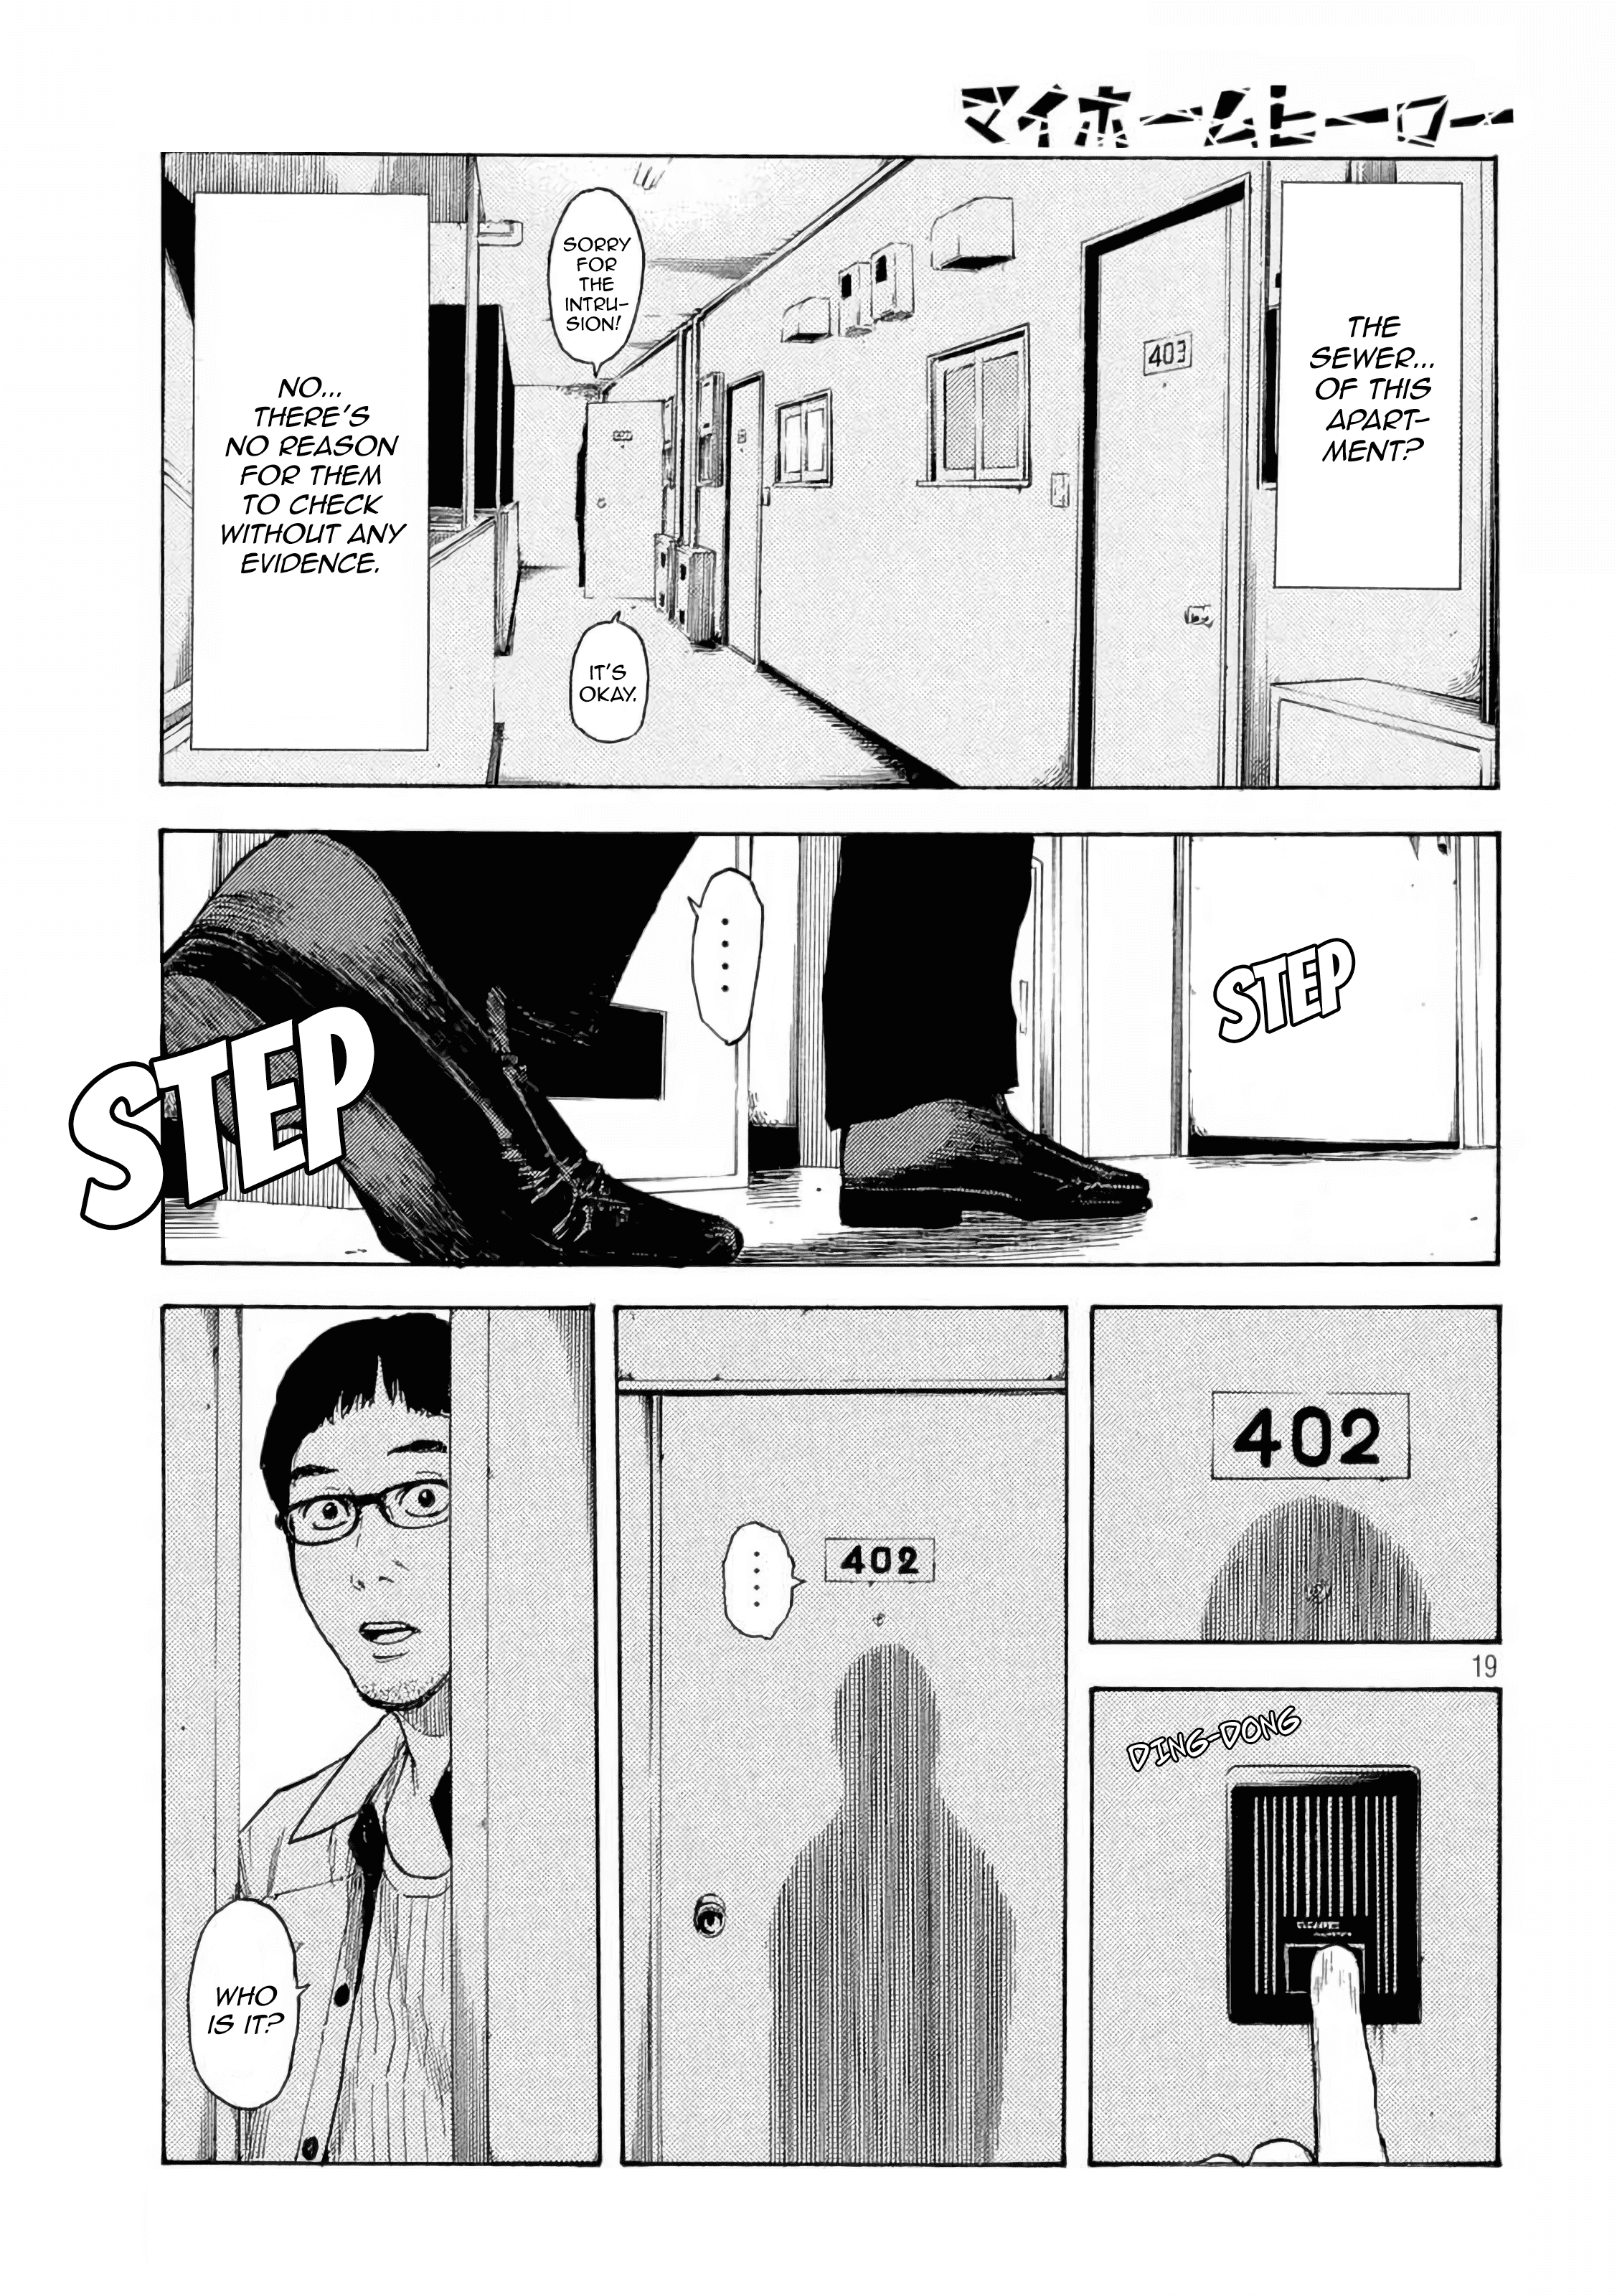 マイホームヒーロー
THE
SEWER...
OF THIS
APART-
MENT?
403
SORRY
FOR
THE
INTRU-
SION!
IT'S
OKAY.
NO...
THERE'S
NO REASON
FOR THEM
TO CHECK
WITHOUT ANY
EVIDENCE.
STEP
....
STEP
402
19
DING-DONG
402
....
WHO
IS IT?